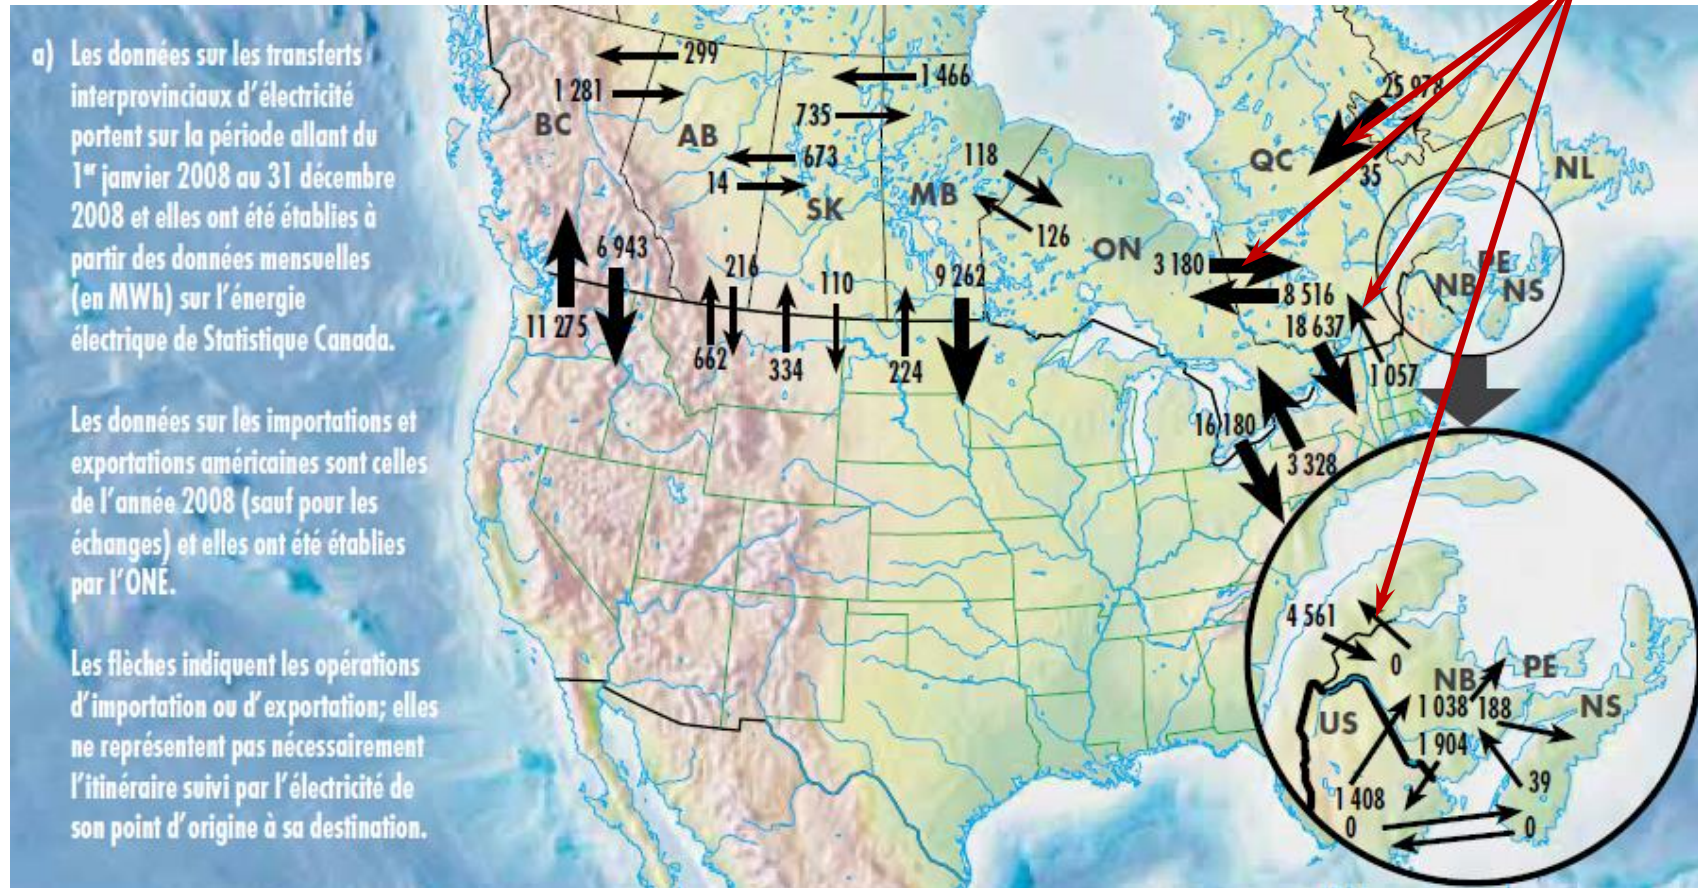 a) Les données sur les transferts
interprovinciaux d'électricité
portent sur la période allant du
1er janvier 2008 au 31 décembre
2008 et elles ont été établies à
partir des données mensuelles
(en MWh) sur l'énergie
électrique de Statistique Canada.
Les données sur les importations et
exportations américaines sont celles
de l'année 2008 (sauf pour les
échanges) et elles ont été établies
par l'ONÉ.
Les flèches indiquent les opérations
d'importation ou d'exportation; elles
ne représentent pas nécessairement
l'itinéraire suivi par l'électricité de
son point d'origine à sa destination.
299
1 281
BC
AB
1 466
735
673
14
SK
MB
118
126
ON
QC
25 978
35
NL
3 180
8 516
18 637
1 057
NB
PE
NS
6 943
11 275
216
662
334
110
224
9 262
16 180
3 328
4 561
0
NB
PE
NS
US
1 038
188
1 904
39
1 408
0
0